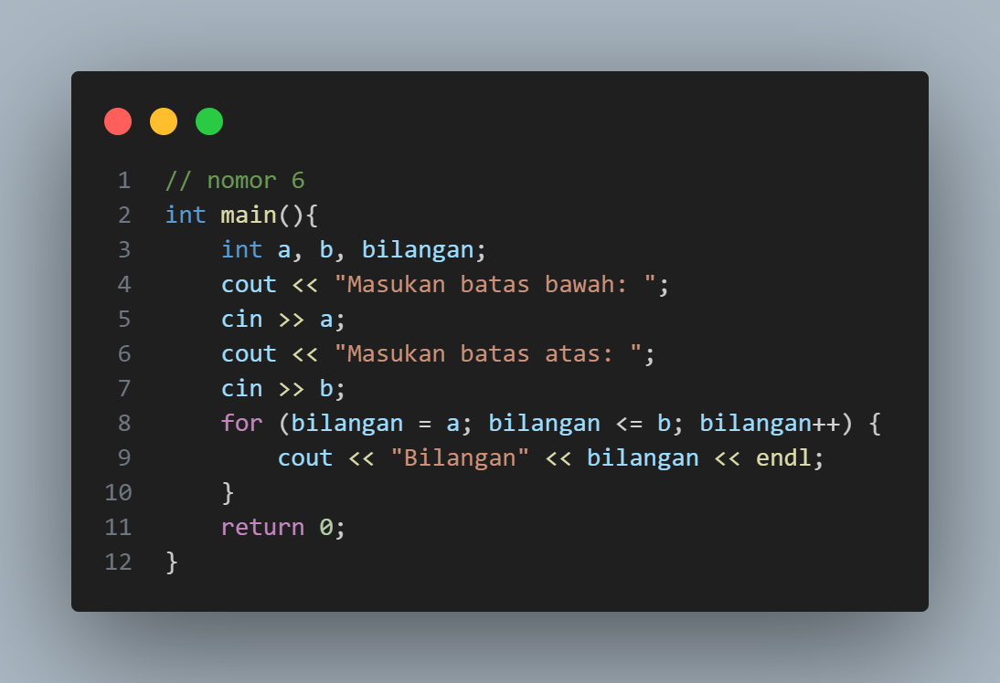 1 // nomor 6
2 int main(){
3     int a, b, bilangan;
4     cout << "Masukan batas bawah: ";
5     cin >> a;
6     cout << "Masukan batas atas: ";
7     cin >> b;
8     for (bilangan = a; bilangan <= b; bilangan++) {
9         cout << "Bilangan" << bilangan << endl;
10     }
11     return 0;
12 }